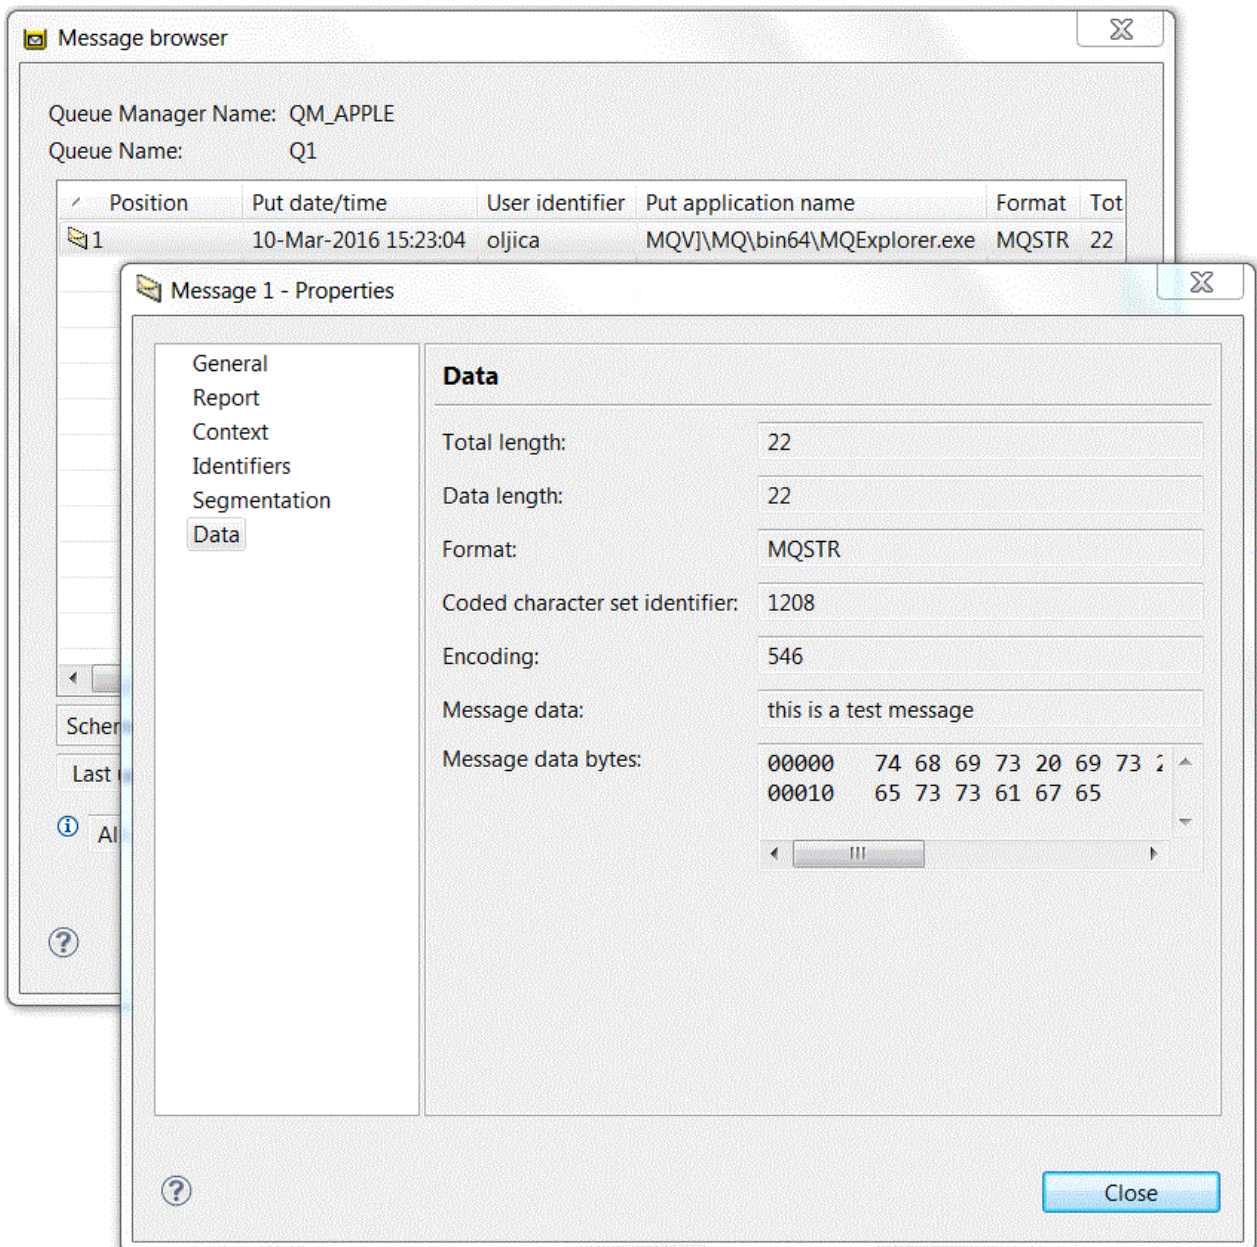 Message browser
Queue Manager Name: QM_APPLE
Queue Name: Q1
Position Put date/time User identifier Put application name Format Tot
1 10-Mar-2016 15:23:04 oljica MQV]\MQ\bin64\MQExplorer.exe MQSTR 22
Message 1 - Properties
General
Report
Context
Identifiers
Segmentation
Data
Data
Total length: 22
Data length: 22
Format: MQSTR
Coded character set identifier: 1208
Encoding: 546
Message data: this is a test message
Message data bytes: 00000 74 68 69 73 20 69 73
00010 65 73 73 61 67 65
Scher
Last
Al
Close